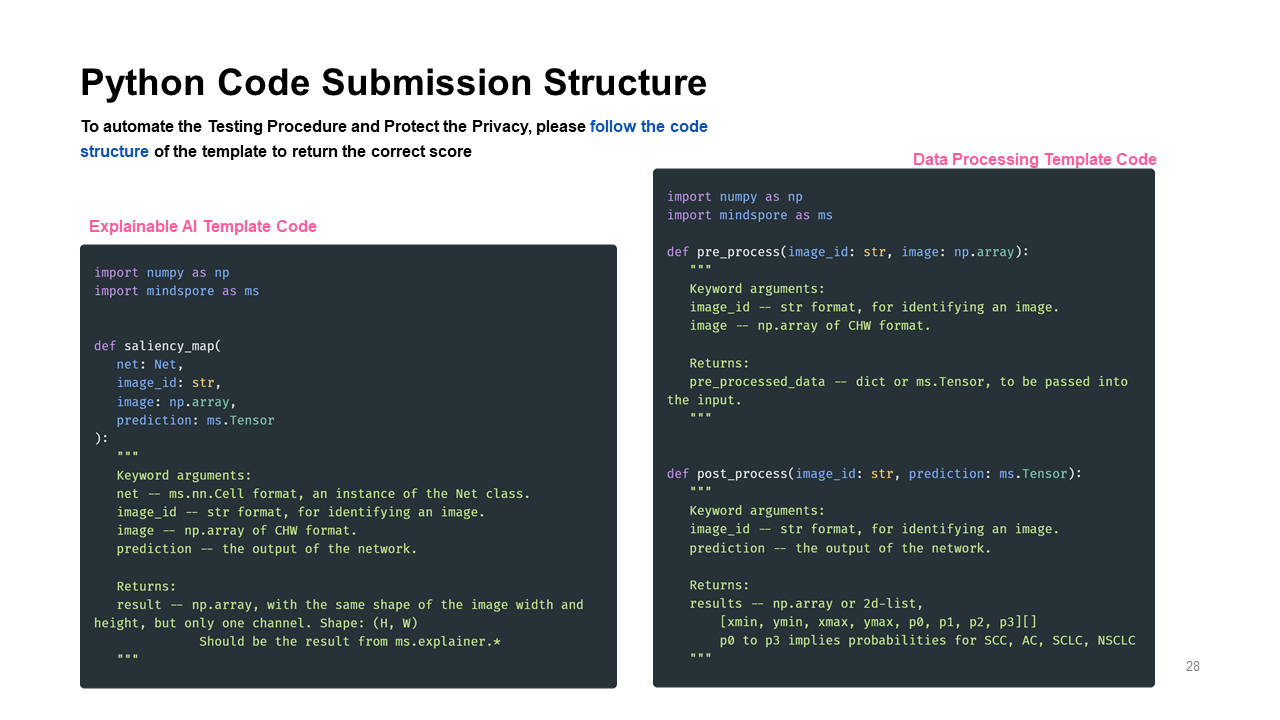 Python Code Submission Structure
To automate the Testing Procedure and Protect the Privacy, please follow the code
structure of the template to return the correct score
Explainable AI Template Code
import numpy as np
import mindspore as ms
def saliency_map(
net: Net,
image_id: str,
image: np.array,
prediction: ms.Tensor
):
"""
Keyword arguments:
net -- ms.nn.Cell format, an instance of the Net class.
image_id -- str format, for identifying an image.
image -- np.array of CHW format.
prediction -- the output of the network.
Returns:
result -- np.array, with the same shape of the image width and
height, but only one channel. Shape: (H, W)
Should be the result from ms.explainer.*
"""
Data Processing Template Code
import numpy as np
import mindspore as ms
def pre_process(image_id: str, image: np.array):
"""
Keyword arguments:
image_id -- str format, for identifying an image.
image -- np.array of CHW format.
Returns:
pre_processed_data -- dict or ms.Tensor, to be passed into
the input.
"""
def post_process(image_id: str, prediction: ms.Tensor):
"""
Keyword arguments:
image_id -- str format, for identifying an image.
prediction -- the output of the network.
Returns:
results -- np.array or 2d-list,
[xmin, ymin, xmax, ymax, p0, p1, p2, p3][]
p0 to p3 implies probabilities for SCC, AC, SCLC, NSCLC
"""
28